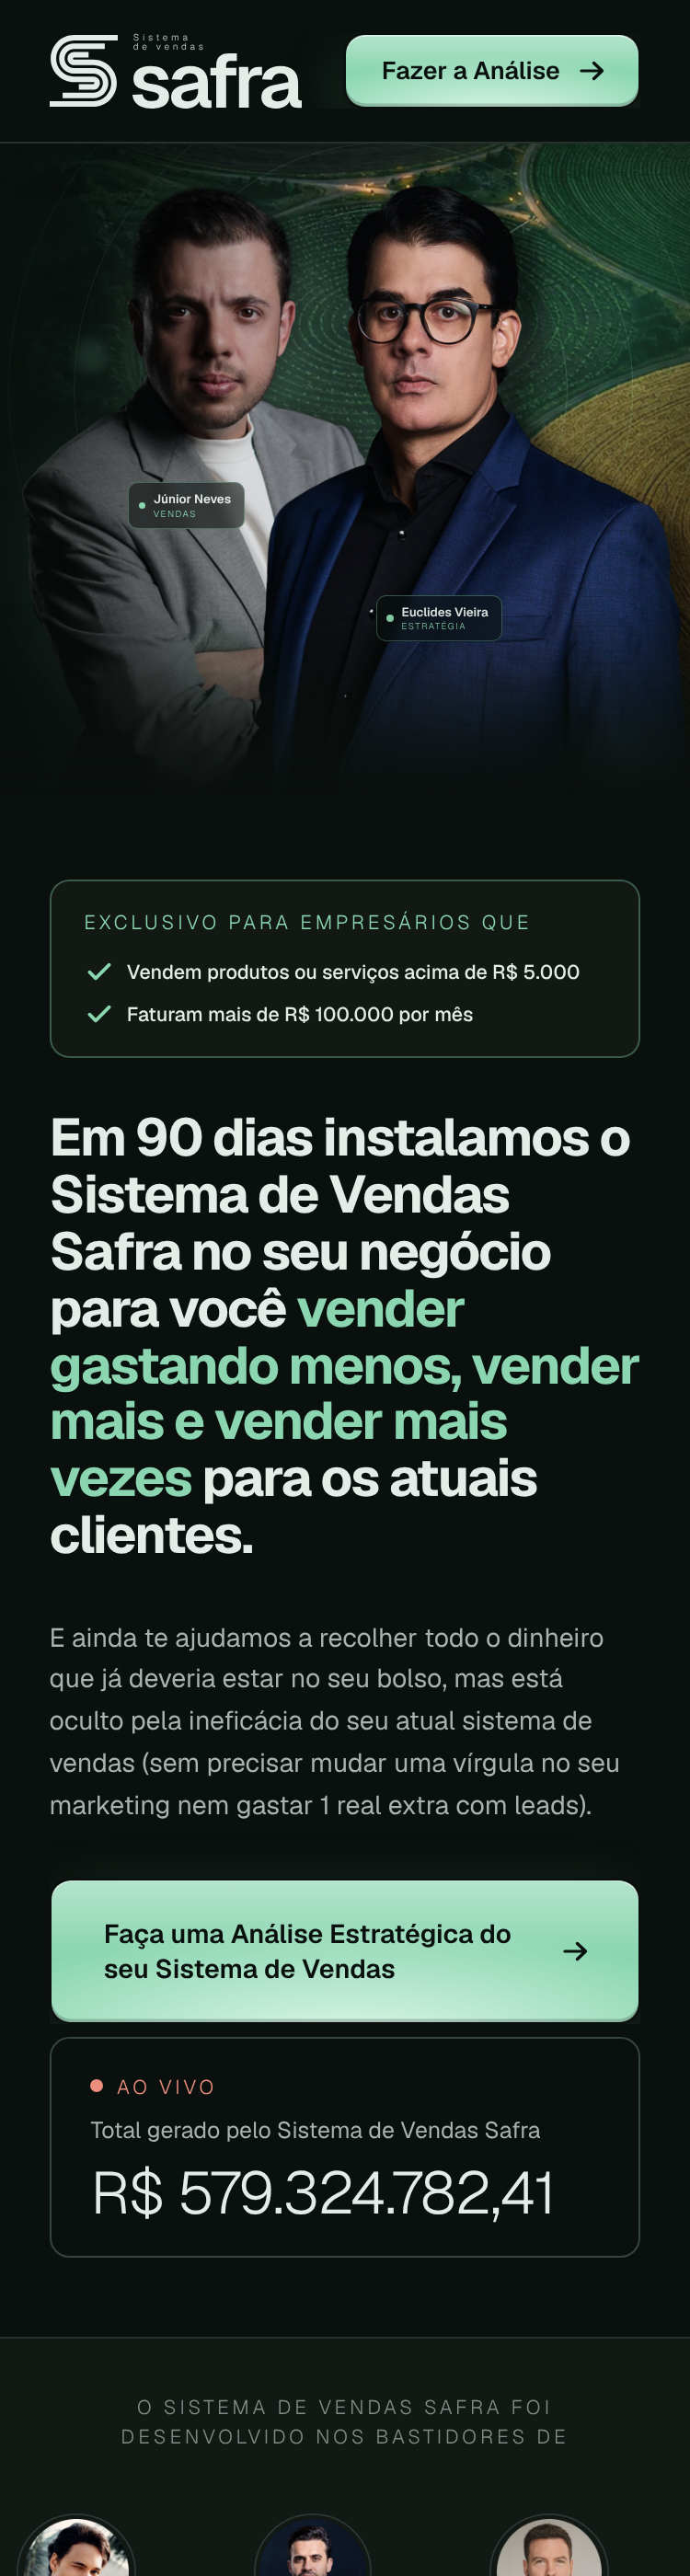 Sistema
de vendas
safra
Fazer a Análise
Júnior Neves
VENDAS
Euclides Vieira
ESTRATÉGIA
EXCLUSIVO PARA EMPRESÁRIOS QUE
Vendem produtos ou serviços acima de R$ 5.000
Faturam mais de R$ 100.000 por mês
Em 90 dias instalamos o
Sistema de Vendas
Safra no seu negócio
para você vender
gastando menos, vender
mais e vender mais
vezes para os atuais
clientes.
E ainda te ajudamos a recolher todo o dinheiro
que já deveria estar no seu bolso, mas está
oculto pela ineficácia do seu atual sistema de
vendas (sem precisar mudar uma vírgula no seu
marketing nem gastar 1 real extra com leads).
Faça uma Análise Estratégica do
seu Sistema de Vendas
AO VIVO
Total gerado pelo Sistema de Vendas Safra
R$ 579.324.782,41
O SISTEMA DE VENDAS SAFRA FOI
DESENVOLVIDO NOS BASTIDORES DE